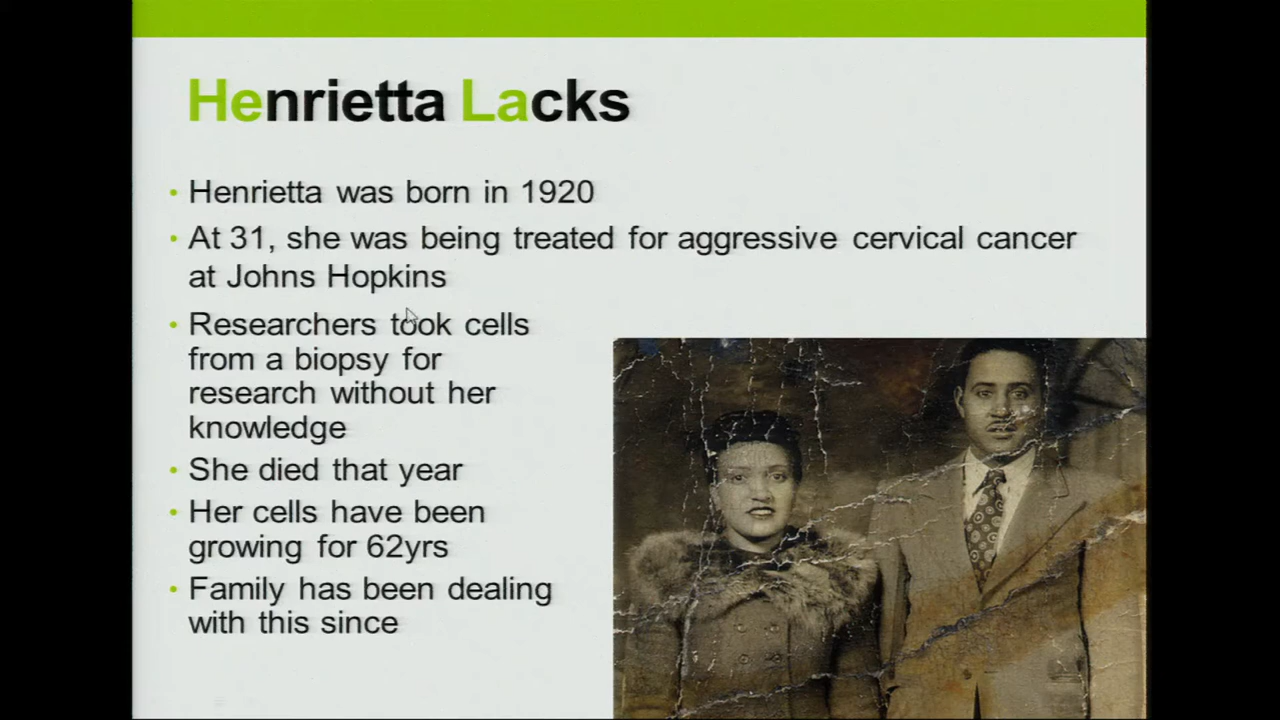 Henrietta Lacks
• Henrietta was born in 1920
• At 31, she was being treated for aggressive cervical cancer
at Johns Hopkins
• Researchers took cells
from a biopsy for
research without her
knowledge
• She died that year
• Her cells have been
growing for 62yrs
• Family has been dealing
with this since